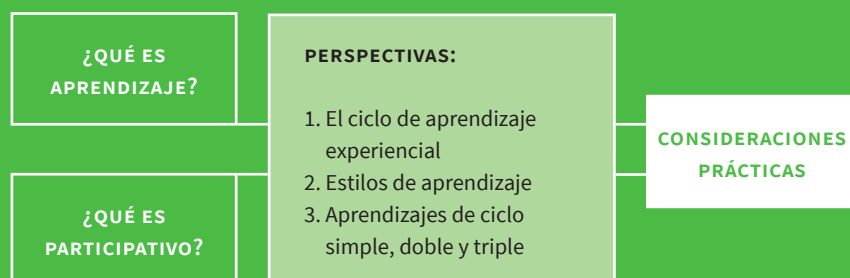 ¿QUÉ ES
APRENDIZAJE?
¿QUÉ ES
PARTICIPATIVO?
PERSPECTIVAS:
1. El ciclo de aprendizaje
experiencial
2. Estilos de aprendizaje
3. Aprendizajes de ciclo
simple, doble y triple
CONSIDERACIONES
PRÁCTICAS